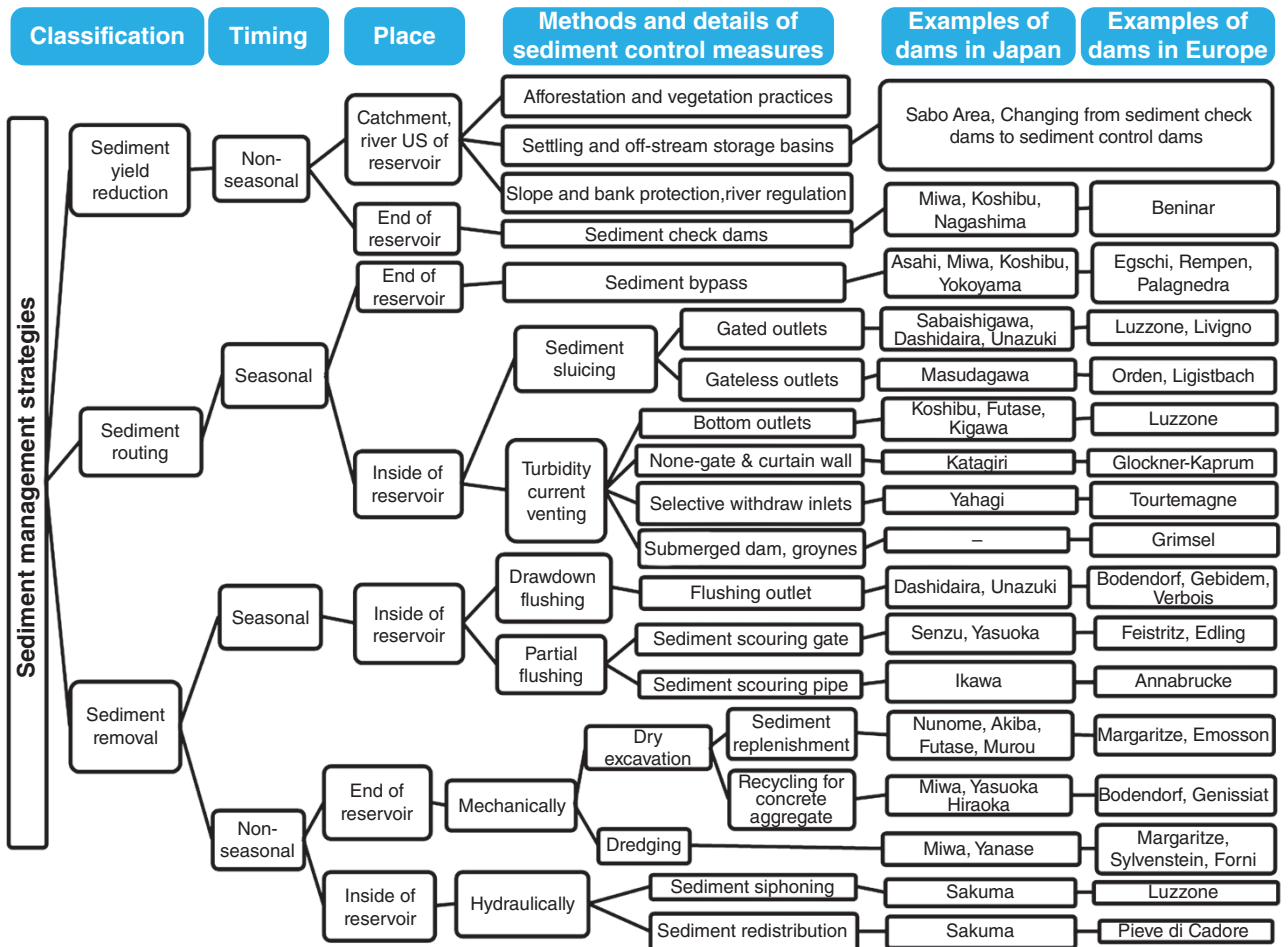 Classification
Timing
Place
Methods and details of
sediment control measures
Examples of
dams in Japan
Examples of
dams in Europe
Sediment management strategies
Sediment
yield
reduction
Non-
seasonal
Catchment,
river US of
reservoir
Afforestation and vegetation practices
Settling and off-stream storage basins
Slope and bank protection,river regulation
Sabo Area, Changing from sediment check
dams to sediment control dams
End of
reservoir
Sediment check dams
Miwa, Koshibu,
Nagashima
Beninar
Sediment
routing
Seasonal
End of
reservoir
Sediment bypass
Asahi, Miwa, Koshibu,
Yokoyama
Egschi, Rempen,
Palagnedra
Inside of
reservoir
Sediment
sluicing
Gated outlets
Sabaishigawa,
Dashidaira, Unazuki
Luzzone, Livigno
Gateless outlets
Masudagawa
Orden, Ligistbach
Turbidity
current
venting
Bottom outlets
Koshibu, Futase,
Kigawa
Luzzone
None-gate & curtain wall
Katagiri
Glockner-Kaprum
Selective withdraw inlets
Yahagi
Tourtemagne
Submerged dam, groynes
–
Grimsel
Sediment
removal
Seasonal
Inside of
reservoir
Drawdown
flushing
Flushing outlet
Dashidaira, Unazuki
Bodendorf, Gebidem,
Verbois
Partial
flushing
Sediment scouring gate
Senzu, Yasuoka
Feistritz, Edling
Sediment scouring pipe
Ikawa
Annabrucke
Non-
seasonal
End of
reservoir
Mechanically
Dry
excavation
Sediment
replenishment
Nunome, Akiba,
Futase, Murou
Margaritze, Emosson
Recycling for
concrete
aggregate
Miwa, Yasuoka
Hiraoka
Bodendorf, Genissiat
Dredging
Miwa, Yanase
Margaritze,
Sylvenstein, Forni
Inside of
reservoir
Hydraulically
Sediment siphoning
Sakuma
Luzzone
Sediment redistribution
Sakuma
Pieve di Cadore